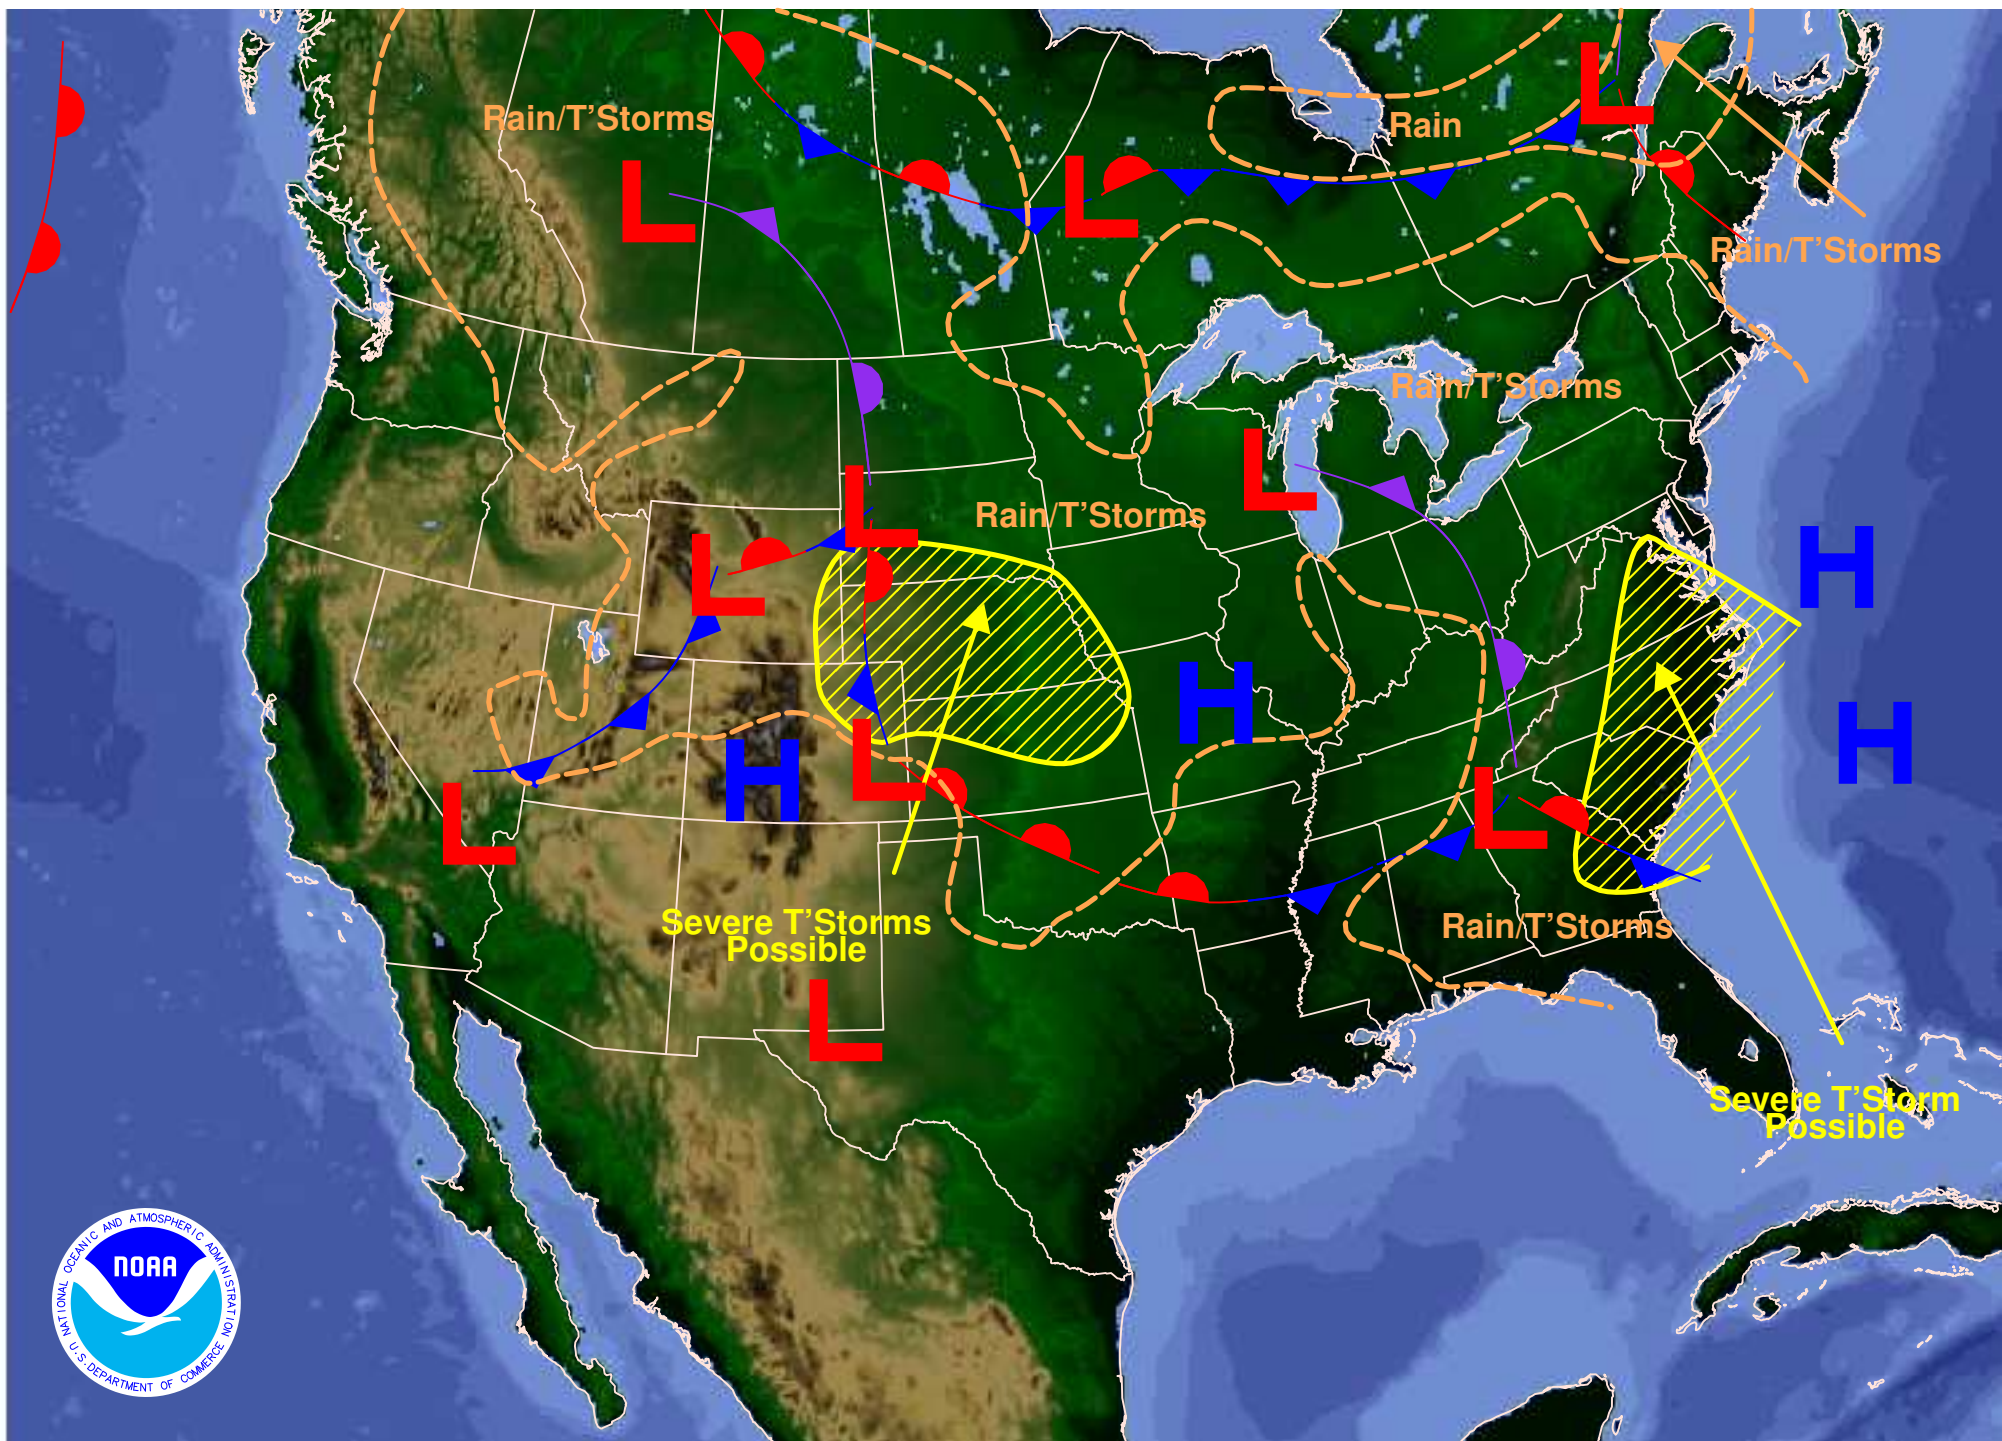 Rain/T'Storms
Rain
Rain/T'Storms
Rain/T'Storms
Rain/T'Storms
L
L
L
L
L
L
L
L
L
L
H
H
H
H
Severe T'Storms
Possible
Rain/T'Storms
Severe T'Storm
Possible
NATIONAL OCEANIC AND ATMOSPHERIC ADMINISTRATION
NOAA
U.S. DEPARTMENT OF COMMERCE